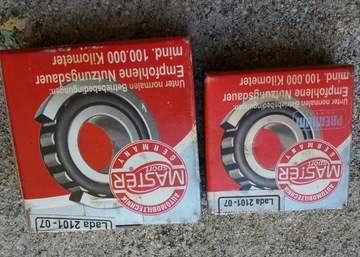 Lada 2101-07
AUTOMOBILTECHNIK
MASTER
sport
GERMANY
Unter normalen Betriebsbedingungen:
Empfohlene Nutzungsdauer
mind. 100.000 Kilometer
Lada 2101-07
AUTOMOBILTECHNIK
MASTER
sport
GERMANY
PREMIUM
Unter normalen Betriebsbedingungen:
Empfohlene Nutzungsdauer
mind. 100.000 Kilometer